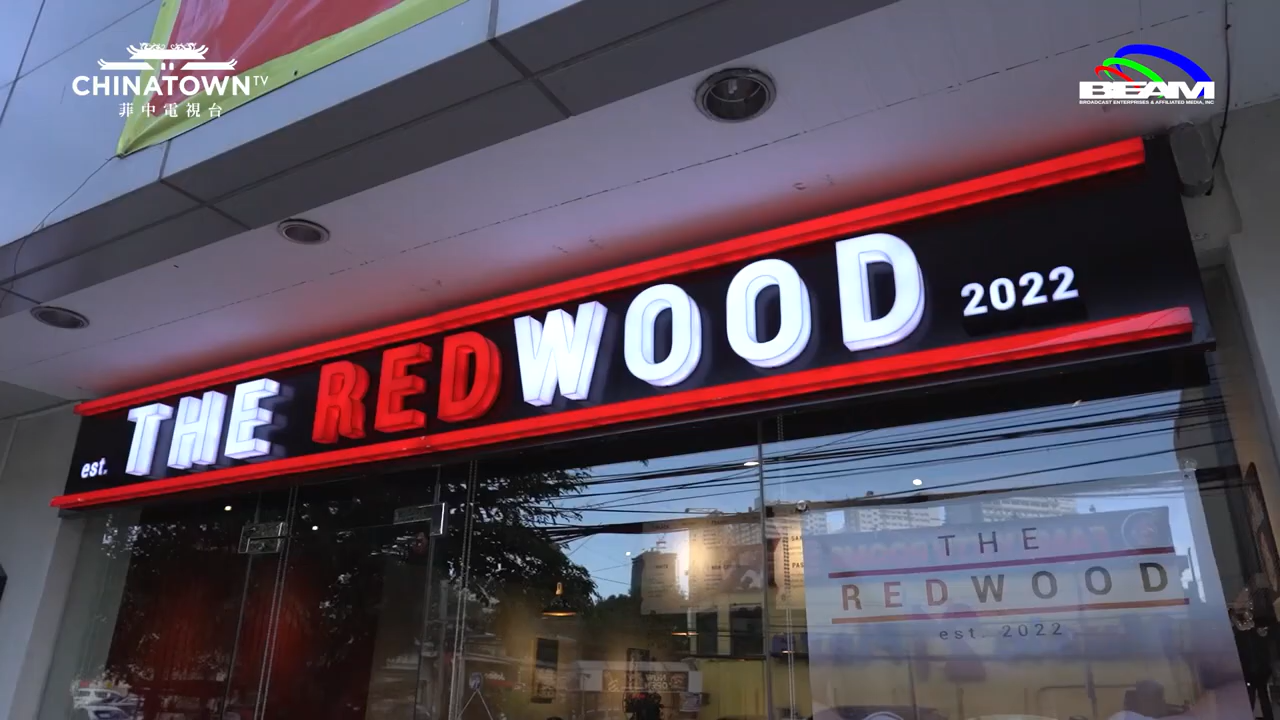 CHINATOWN TV
菲中電視台
BEAM
BROADCAST ENTERPRISES & AFFILIATED MEDIA, INC
est. THE REDWOOD 2022
THE
REDWOOD
est. 2022